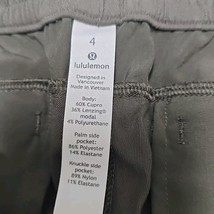 4
lululemon
Designed in
Vancouver
Made in Vietnam
Body:
60% Cupro
36% Lenzing®
modal
4% Polyurethane
Palm side
pocket:
86% Polyester
14% Elastane
Knuckle side
pocket:
89% Nylon
11% Elastane